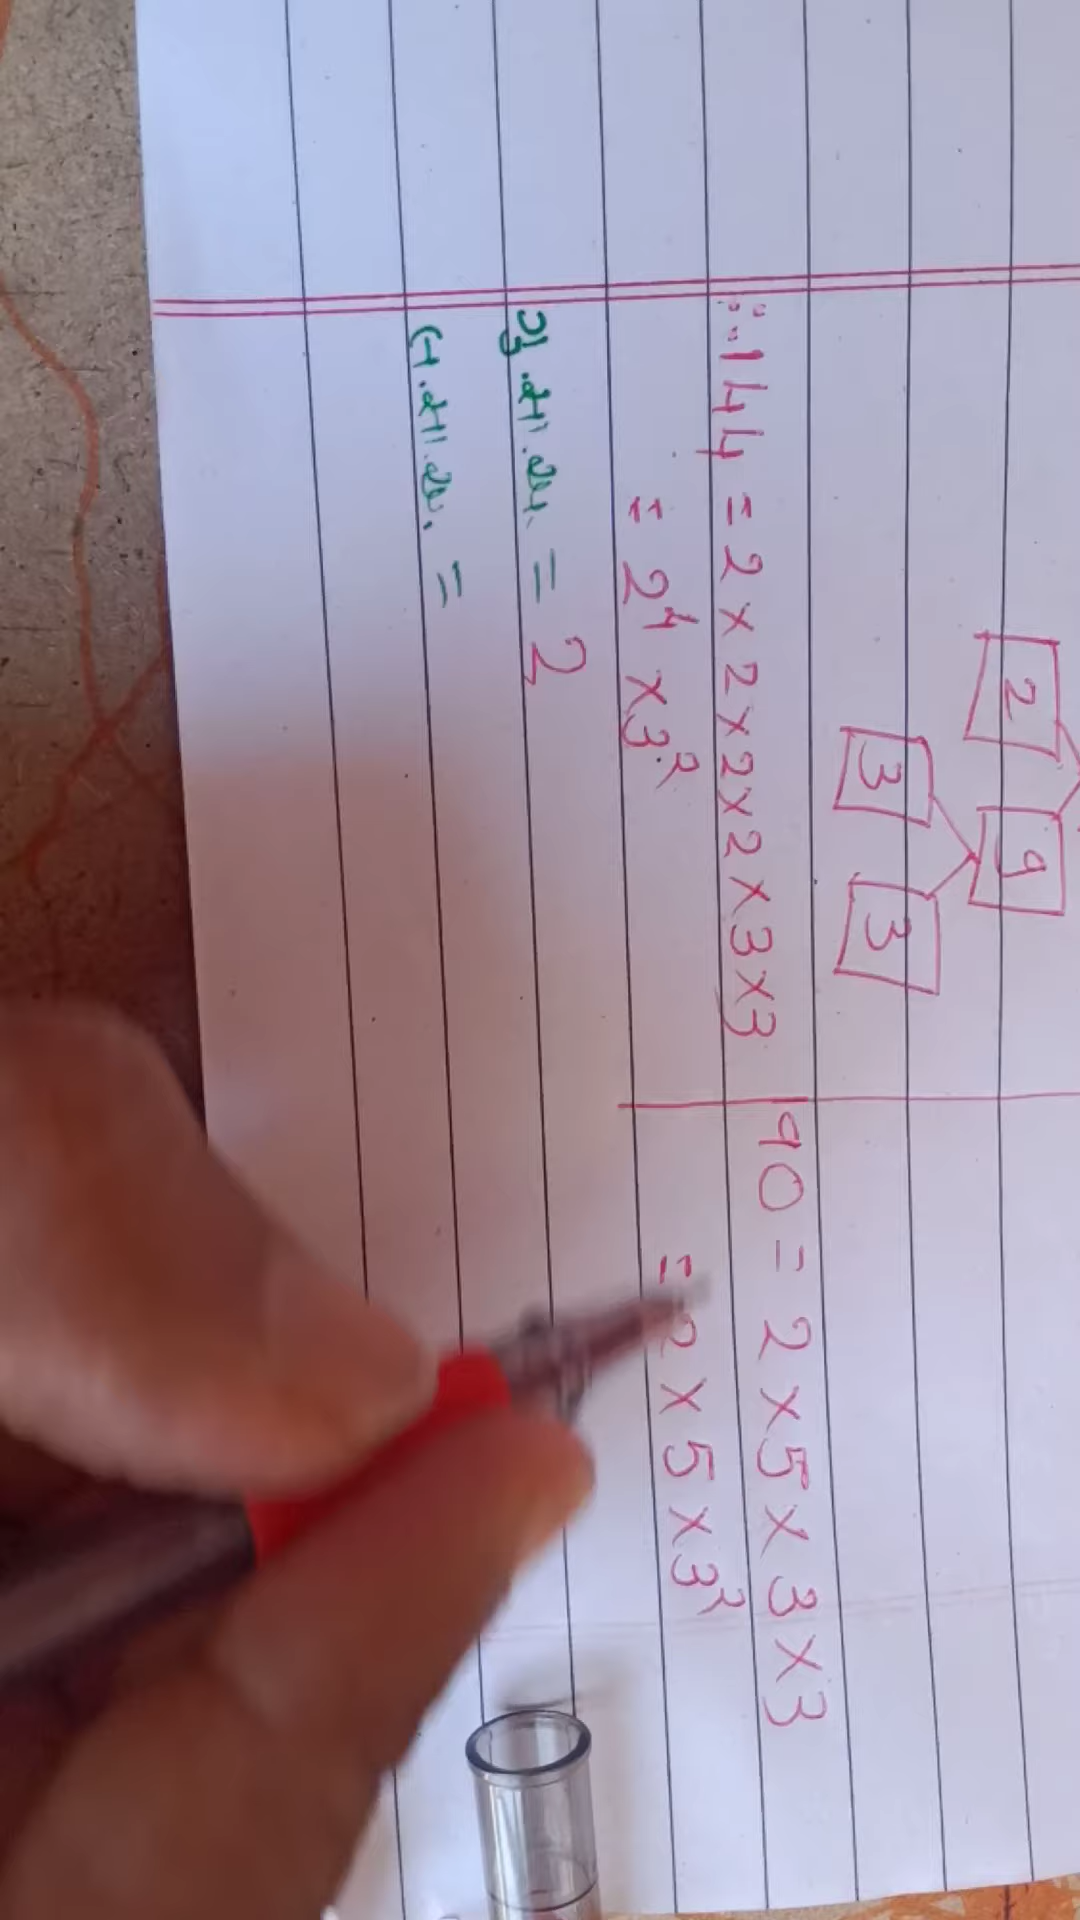 2 9
3 3
∴ 144 = 2 × 2 × 2 × 2 × 3 × 3
90 = 2 × 5 × 3 × 3
= 2⁴ × 3²
= 2 × 5 × 3²
ગુ.સા.અ. = 2
લ.સા.અ. =